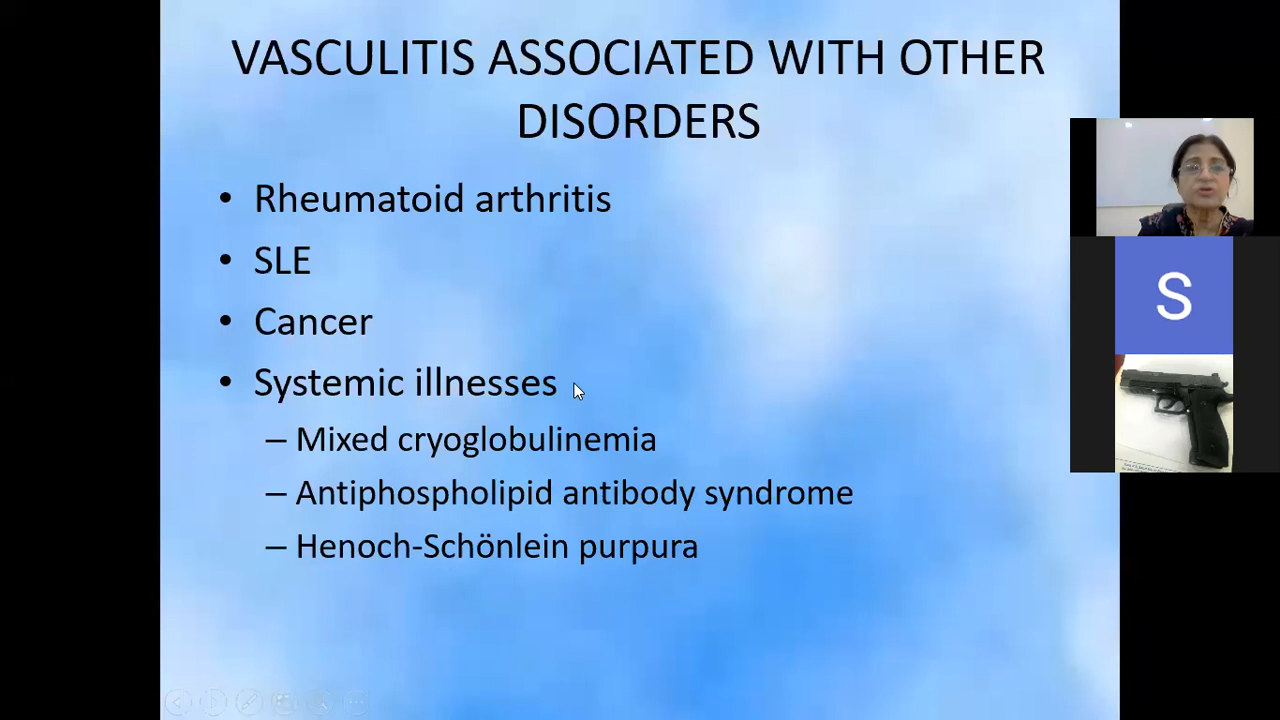 VASCULITIS ASSOCIATED WITH OTHER
DISORDERS
• Rheumatoid arthritis
• SLE
• Cancer
• Systemic illnesses
– Mixed cryoglobulinemia
– Antiphospholipid antibody syndrome
– Henoch-Schönlein purpura
S